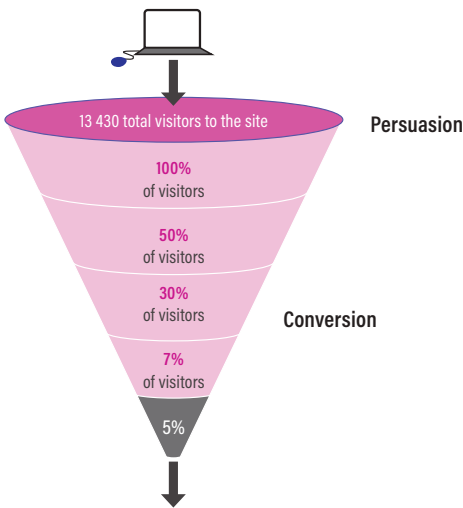 13 430 total visitors to the site
Persuasion
100%
of visitors
50%
of visitors
30%
of visitors
Conversion
7%
of visitors
5%